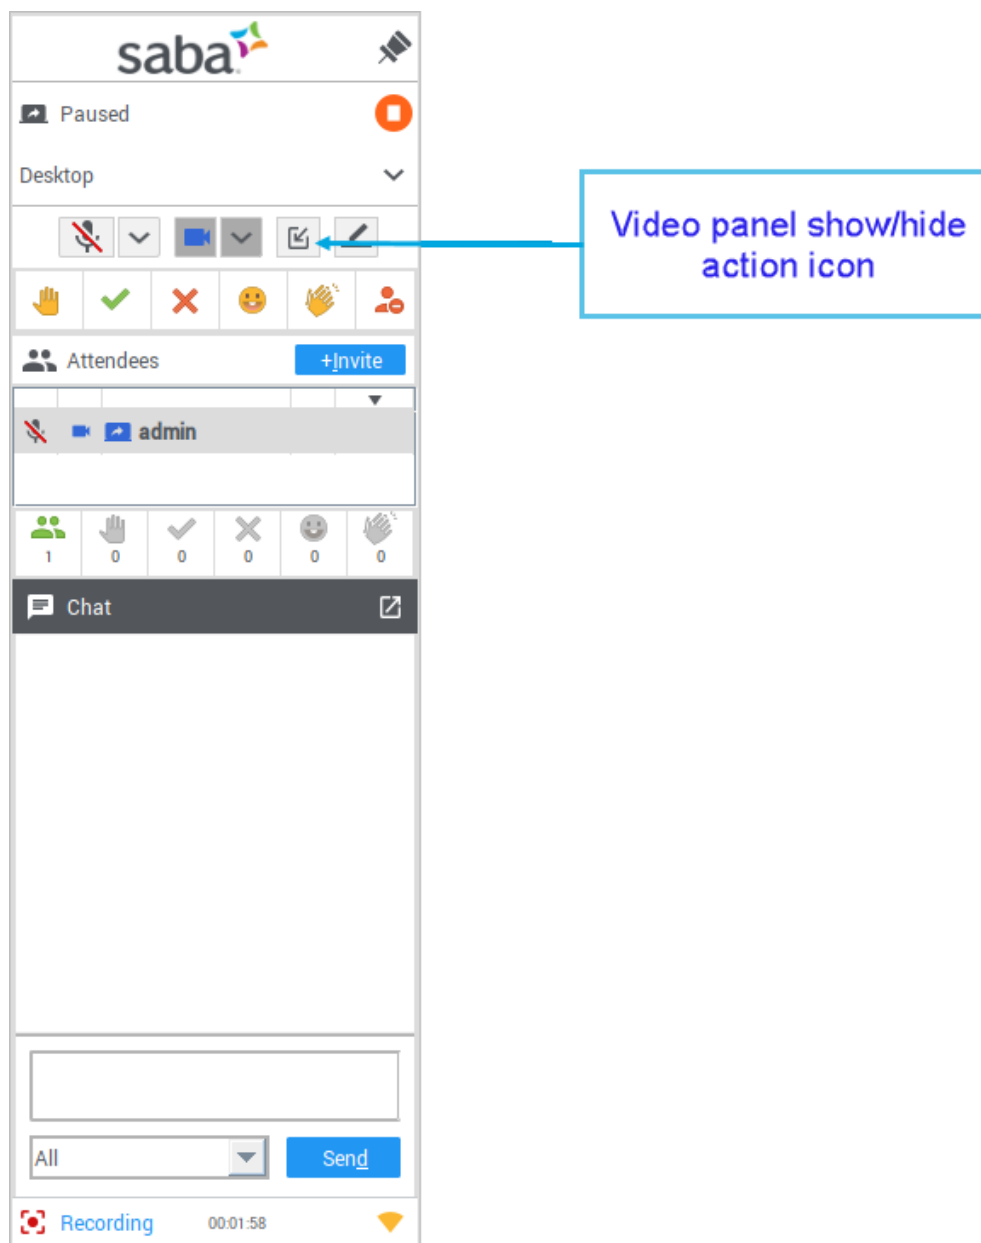 saba
Paused
Desktop
Video panel show/hide
action icon
Attendees
+Invite
admin
1 0 0 0 0 0
Chat
All
Send
Recording 00:01:58